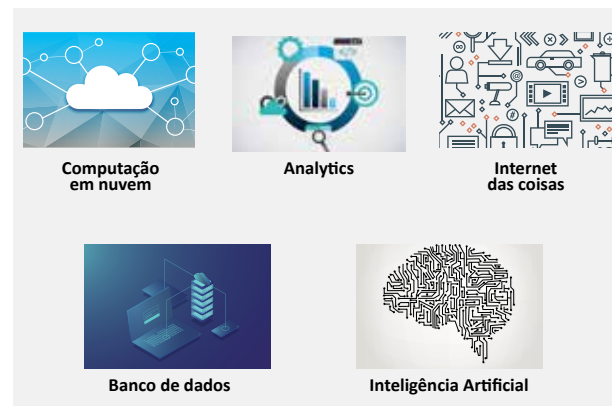 Computação
em nuvem
Analytics
Internet
das coisas
Banco de dados
Inteligência Artificial